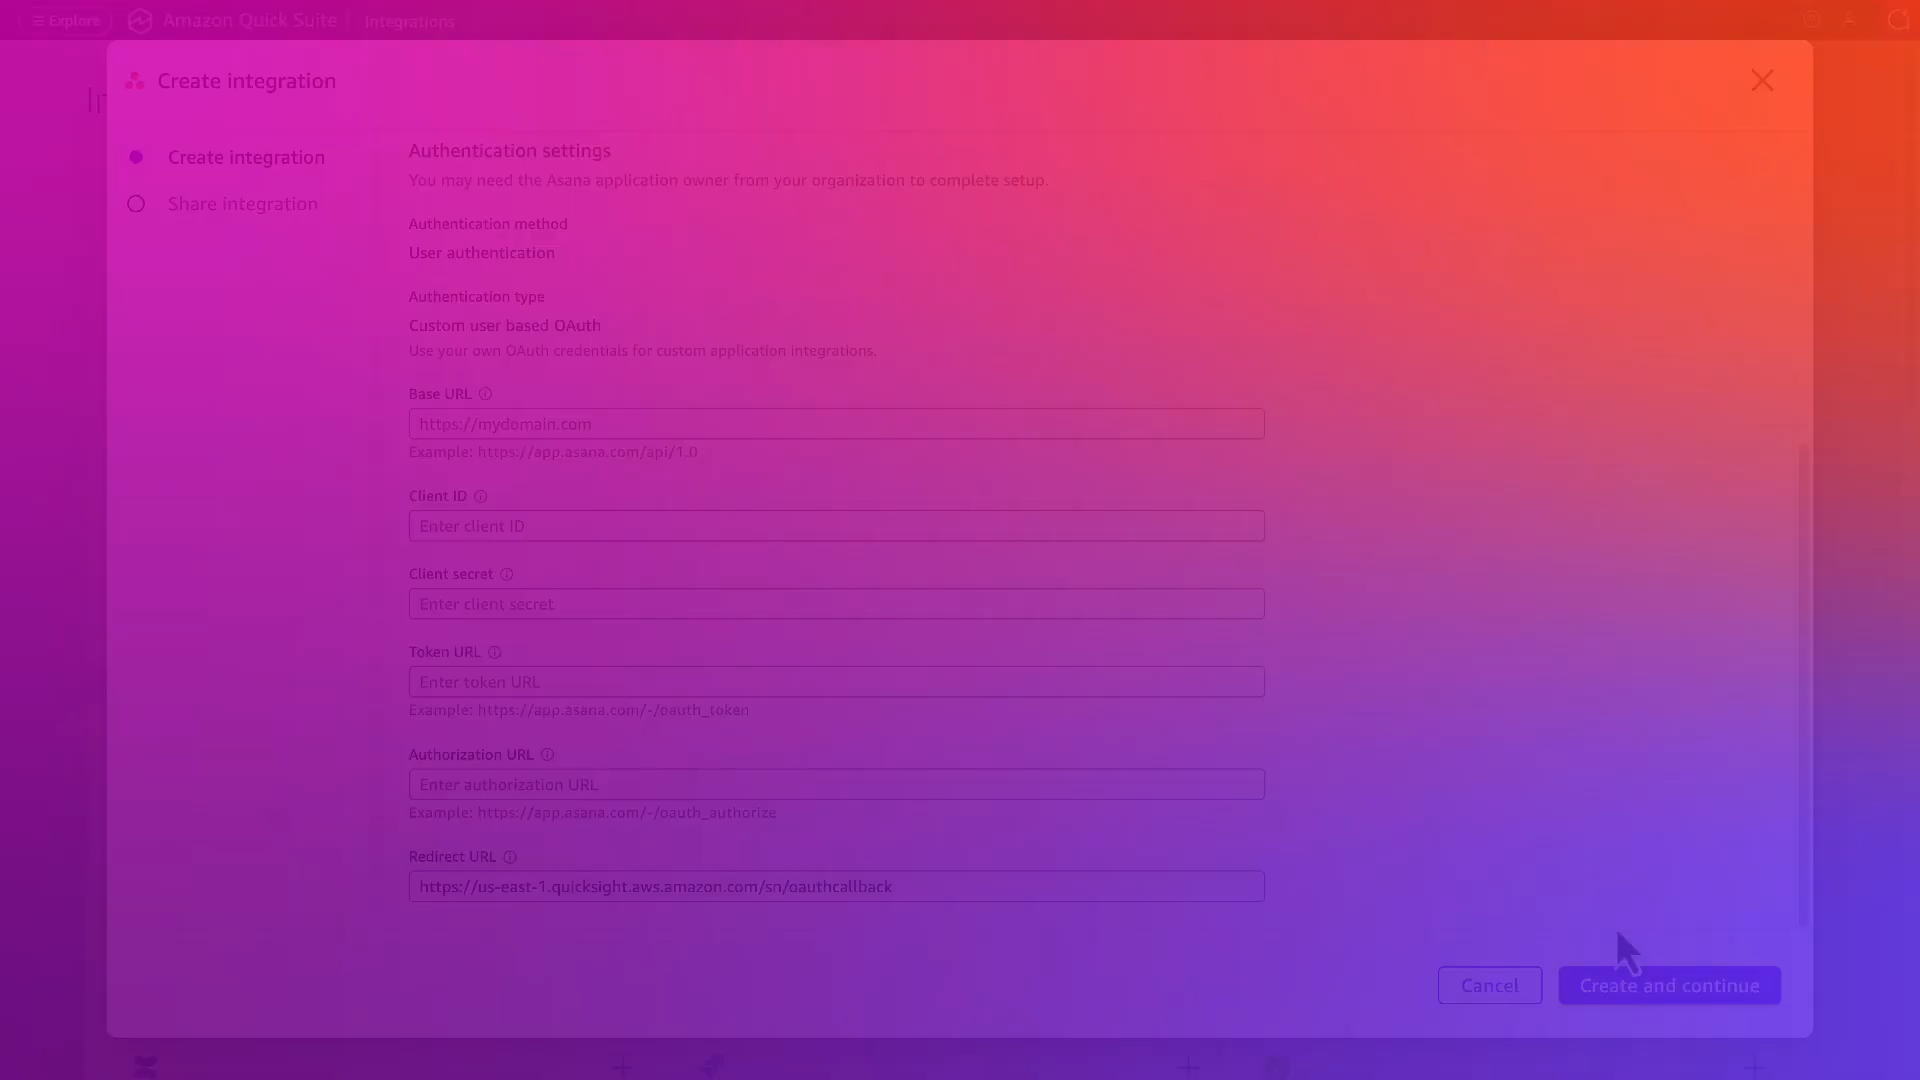 Explore
Amazon Quick Suite
Integrations
Create integration
Create integration
Share integration
Authentication settings
You may need the Asana application owner from your organization to complete setup.
Authentication method
User authentication
Authentication type
Custom user based OAuth
Use your own OAuth credentials for custom application integrations.
Base URL
https://mydomain.com
Example: https://app.asana.com/api/1.0
Client ID
Enter client ID
Client secret
Enter client secret
Token URL
Enter token URL
Example: https://app.asana.com/-/oauth_token
Authorization URL
Enter authorization URL
Example: https://app.asana.com/-/oauth_authorize
Redirect URL
https://us-east-1.quicksight.aws.amazon.com/sn/oauthcallback
Cancel
Create and continue